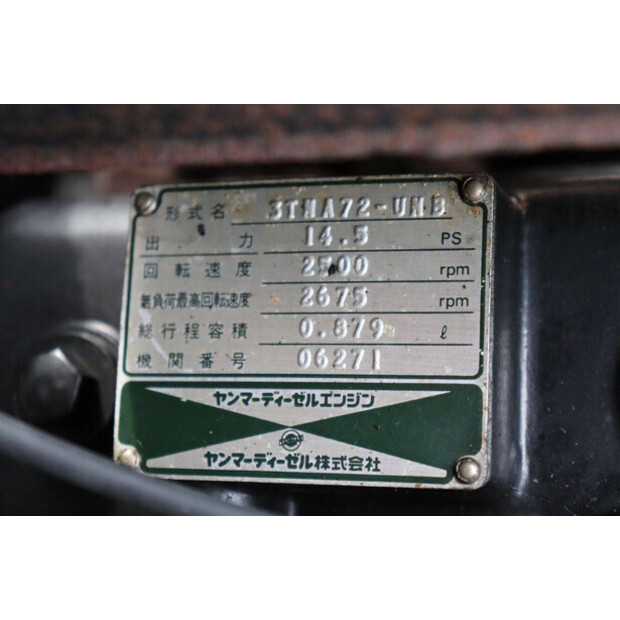 形式名 3TNA72-UNB
出力 14.5 PS
回転速度 2500 rpm
無負荷最高回転速度 2675 rpm
総行程容積 0.879 ℓ
機関番号 06271
ヤンマーディーゼルエンジン
ヤンマーディーゼル株式会社